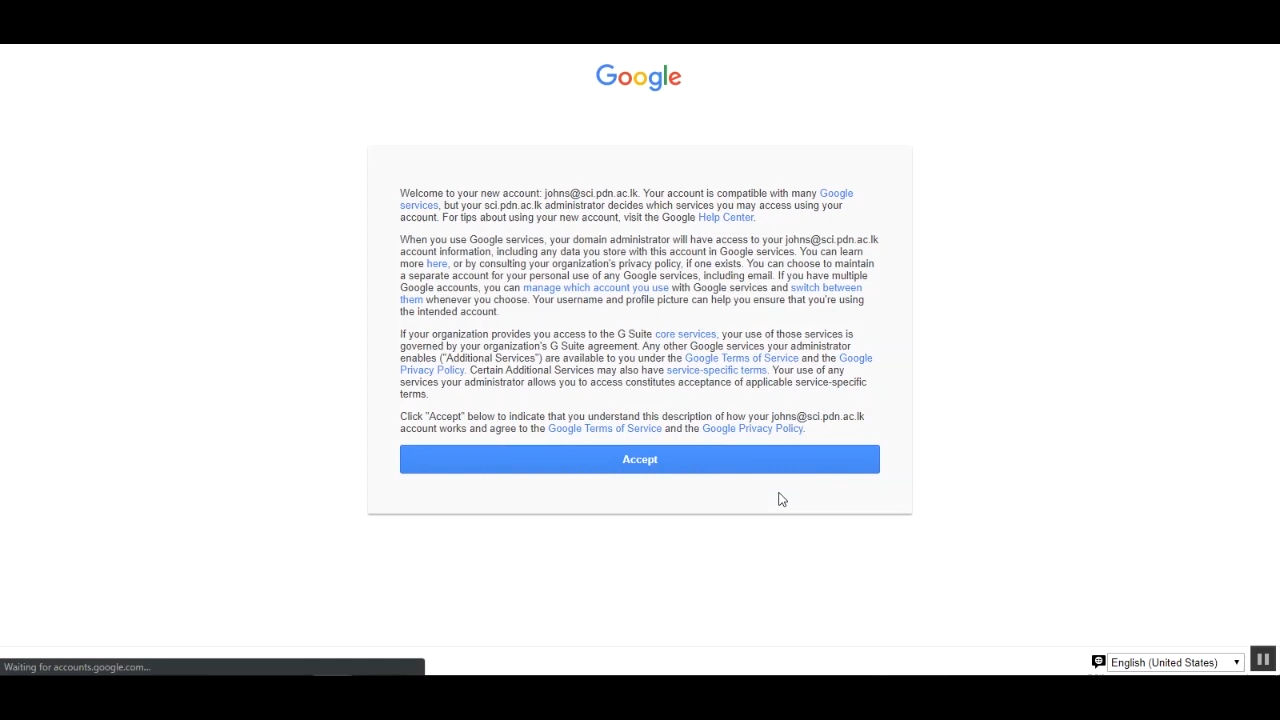 Google
Welcome to your new account: johns@sci.pdn.ac.lk. Your account is compatible with many Google
services, but your sci.pdn.ac.lk administrator decides which services you may access using your
account. For tips about using your new account, visit the Google Help Center.
When you use Google services, your domain administrator will have access to your johns@sci.pdn.ac.lk
account information, including any data you store with this account in Google services. You can learn
more here, or by consulting your organization's privacy policy, if one exists. You can choose to maintain
a separate account for your personal use of any Google services, including email. If you have multiple
Google accounts, you can manage which account you use with Google services and switch between
them whenever you choose. Your username and profile picture can help you ensure that you're using
the intended account.
If your organization provides you access to the G Suite core services, your use of those services is
governed by your organization's G Suite agreement. Any other Google services your administrator
enables ("Additional Services") are available to you under the Google Terms of Service and the Google
Privacy Policy. Certain Additional Services may also have service-specific terms. Your use of any
services your administrator allows you to access constitutes acceptance of applicable service-specific
terms.
Click "Accept" below to indicate that you understand this description of how your johns@sci.pdn.ac.lk
account works and agree to the Google Terms of Service and the Google Privacy Policy.
Accept
Waiting for accounts.google.com...
English (United States)